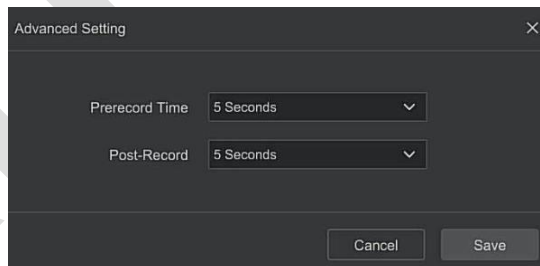 Advanced Setting
Prerecord Time 5 Seconds
Post-Record 5 Seconds
Cancel Save